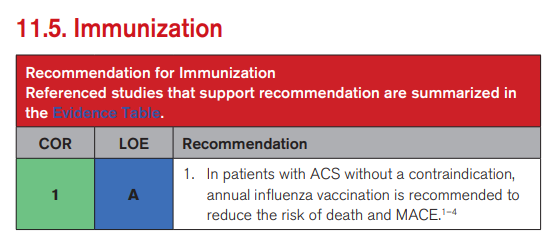 11.5. Immunization
Recommendation for Immunization
Referenced studies that support recommendation are summarized in
the Evidence Table.
COR LOE Recommendation
1 A 1. In patients with ACS without a contraindication,
annual influenza vaccination is recommended to
reduce the risk of death and MACE.¹⁻⁴